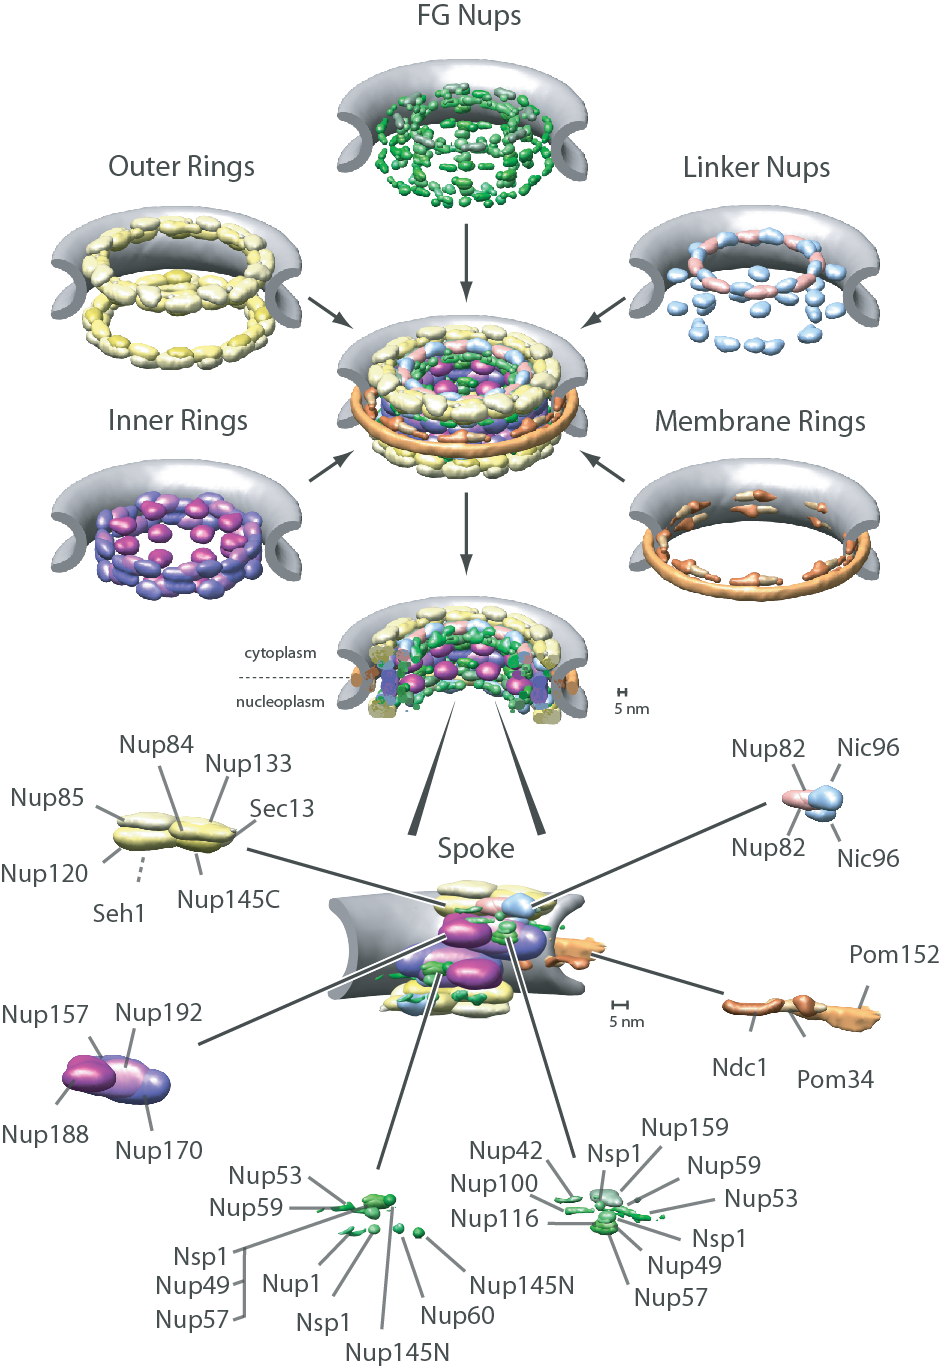 FG Nups
Outer Rings
Linker Nups
Inner Rings
Membrane Rings
cytoplasm
nucleoplasm
5 nm
Nup84
Nup133
Nup85
Sec13
Nup120
Seh1
Nup145C
Nup82
Nic96
Nup82
Nic96
Spoke
Pom152
5 nm
Ndc1
Pom34
Nup157
Nup192
Nup188
Nup170
Nup53
Nup59
Nsp1
Nup49
Nup57
Nup1
Nsp1
Nup145N
Nup60
Nup145N
Nup42
Nsp1
Nup159
Nup100
Nup59
Nup116
Nup53
Nsp1
Nup49
Nup57